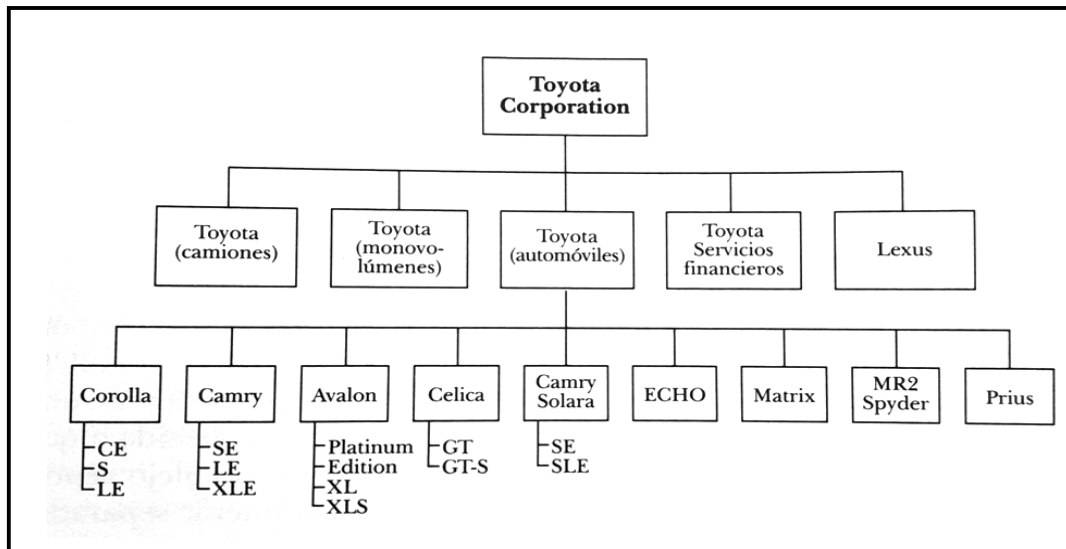 Toyota
Corporation
Toyota
(camiones)
Toyota
(monovo-
lúmenes)
Toyota
(automóviles)
Toyota
Servicios
financieros
Lexus
Corolla
Camry
Avalon
Celica
Camry
Solara
ECHO
Matrix
MR2
Spyder
Prius
CE
S
LE
SE
LE
XLE
Platinum
Edition
XL
XLS
GT
GT-S
SE
SLE